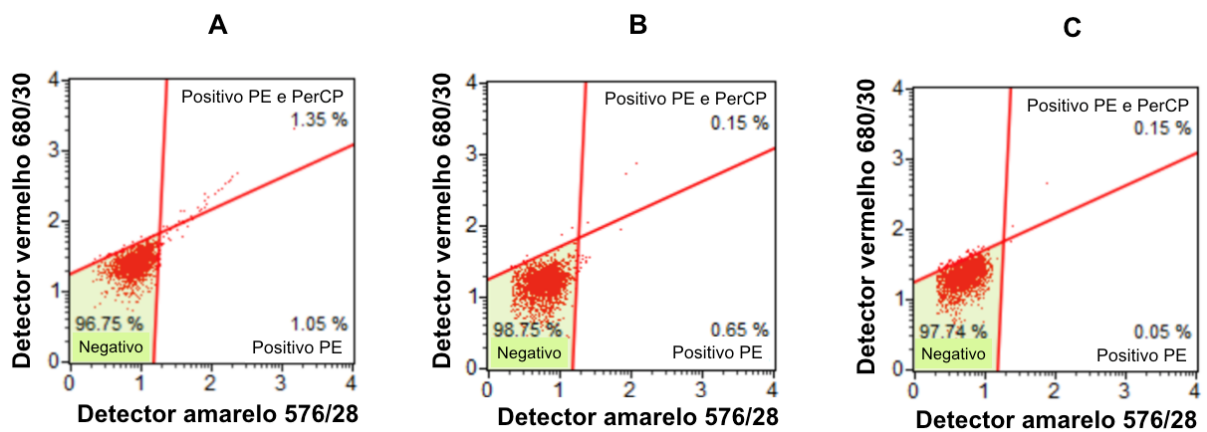 A
Detector vermelho 680/30
4
3
2
1
0
Positivo PE e PerCP
1.35 %
96.75 %
Negativo
1.05 %
Positivo PE
0 1 2 3 4
Detector amarelo 576/28
B
Detector vermelho 680/30
4
3
2
1
0
Positivo PE e PerCP
0.15 %
98.75 %
Negativo
0.65 %
Positivo PE
0 1 2 3 4
Detector amarelo 576/28
C
Detector vermelho 680/30
4
3
2
1
0
Positivo PE e PerCP
0.15 %
97.74 %
Negativo
0.05 %
Positivo PE
0 1 2 3 4
Detector amarelo 576/28